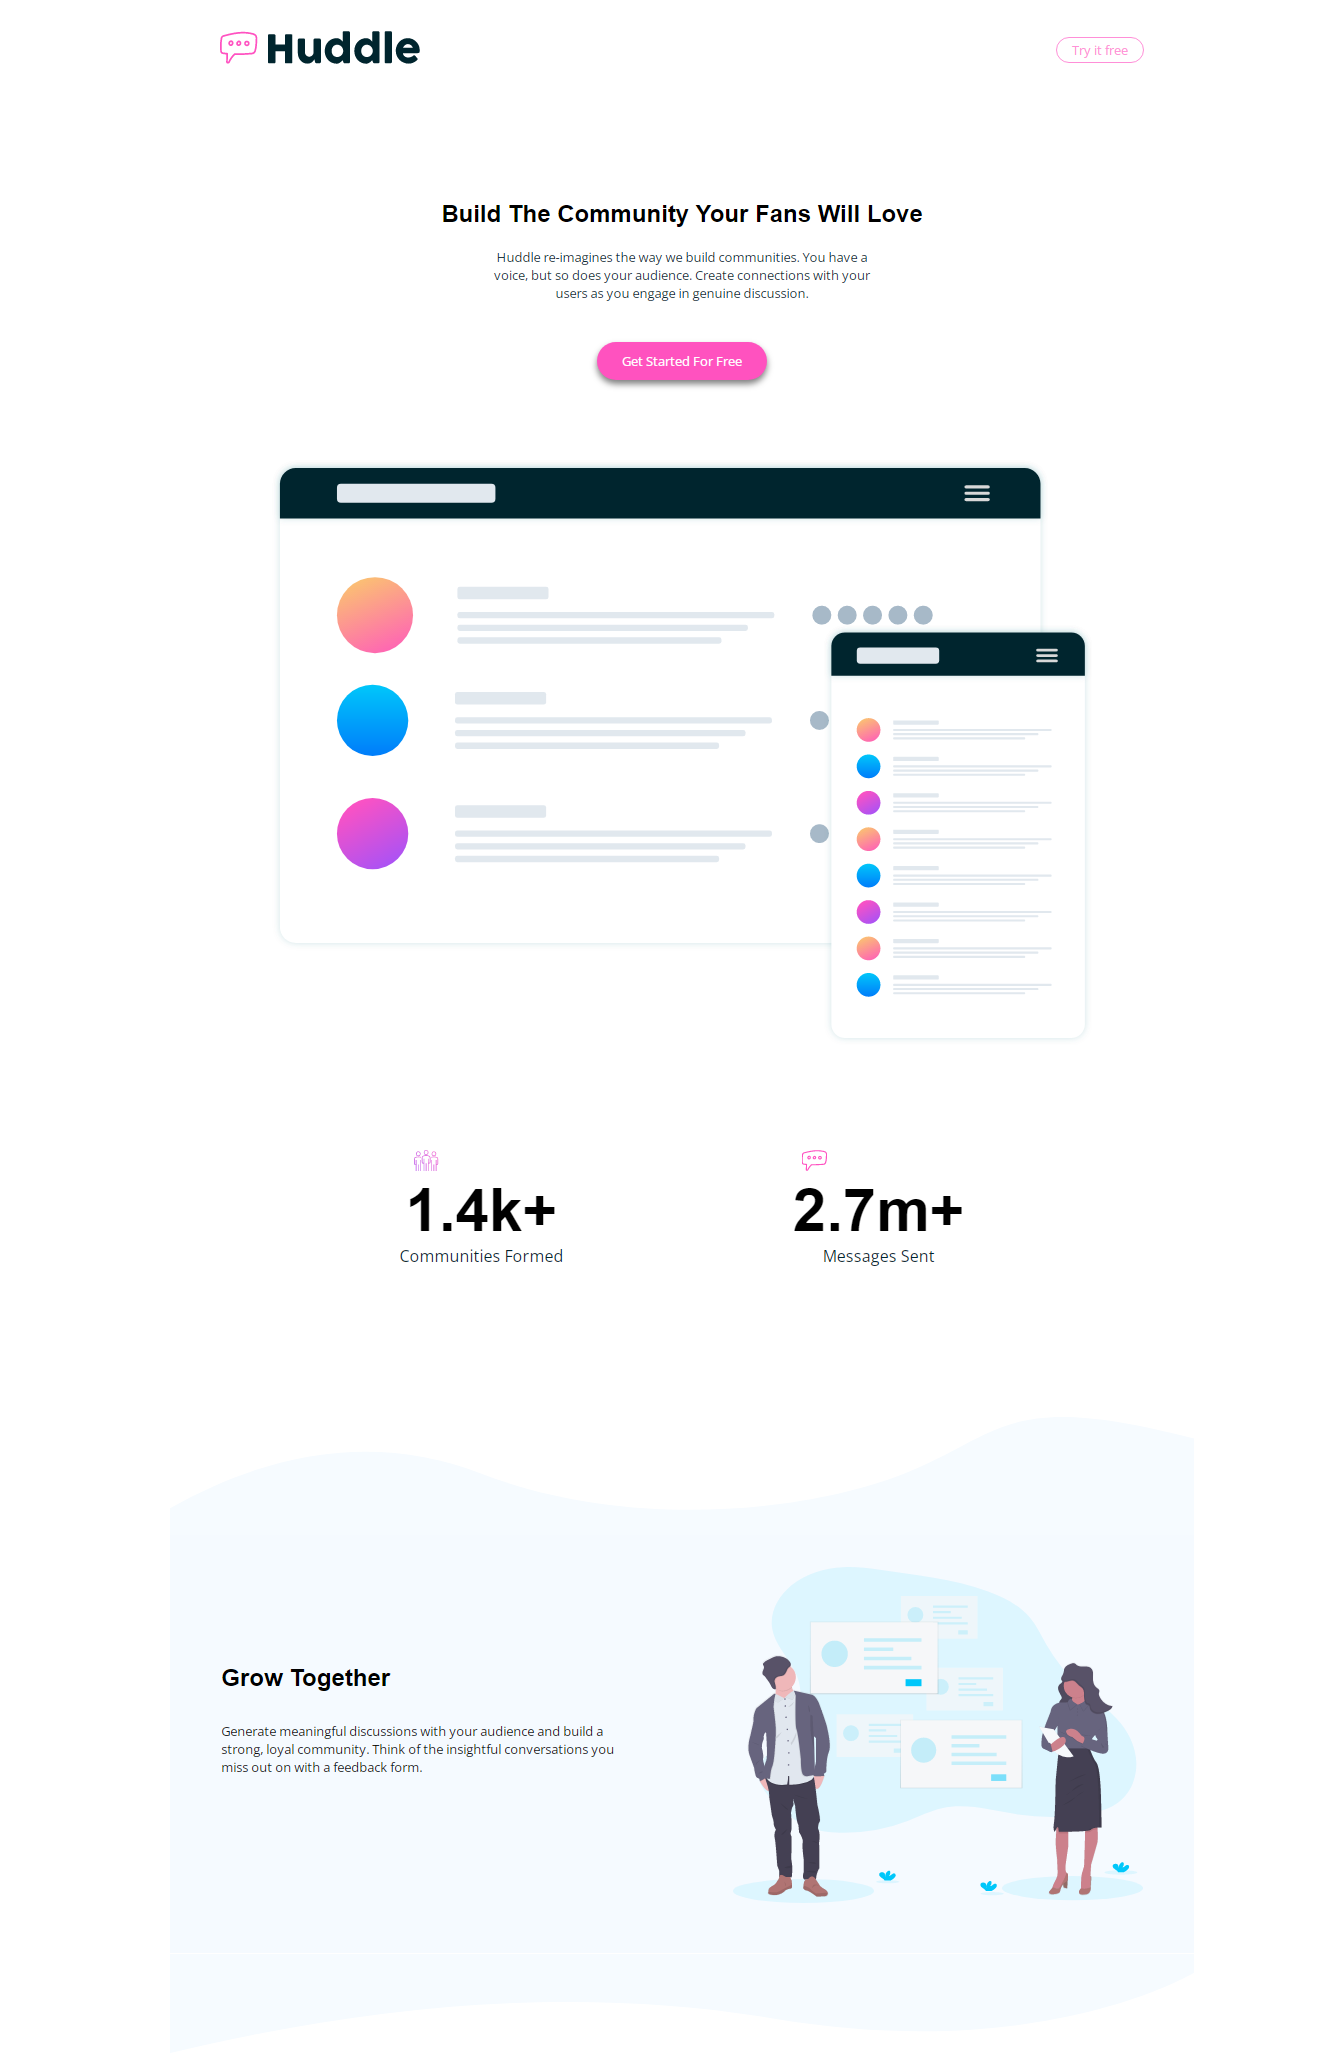 Huddle
Try it free
Build The Community Your Fans Will Love
Huddle re-imagines the way we build communities. You have a
voice, but so does your audience. Create connections with your
users as you engage in genuine discussion.
Get Started For Free
1.4k+
Communities Formed
2.7m+
Messages Sent
Grow Together
Generate meaningful discussions with your audience and build a
strong, loyal community. Think of the insightful conversations you
miss out on with a feedback form.